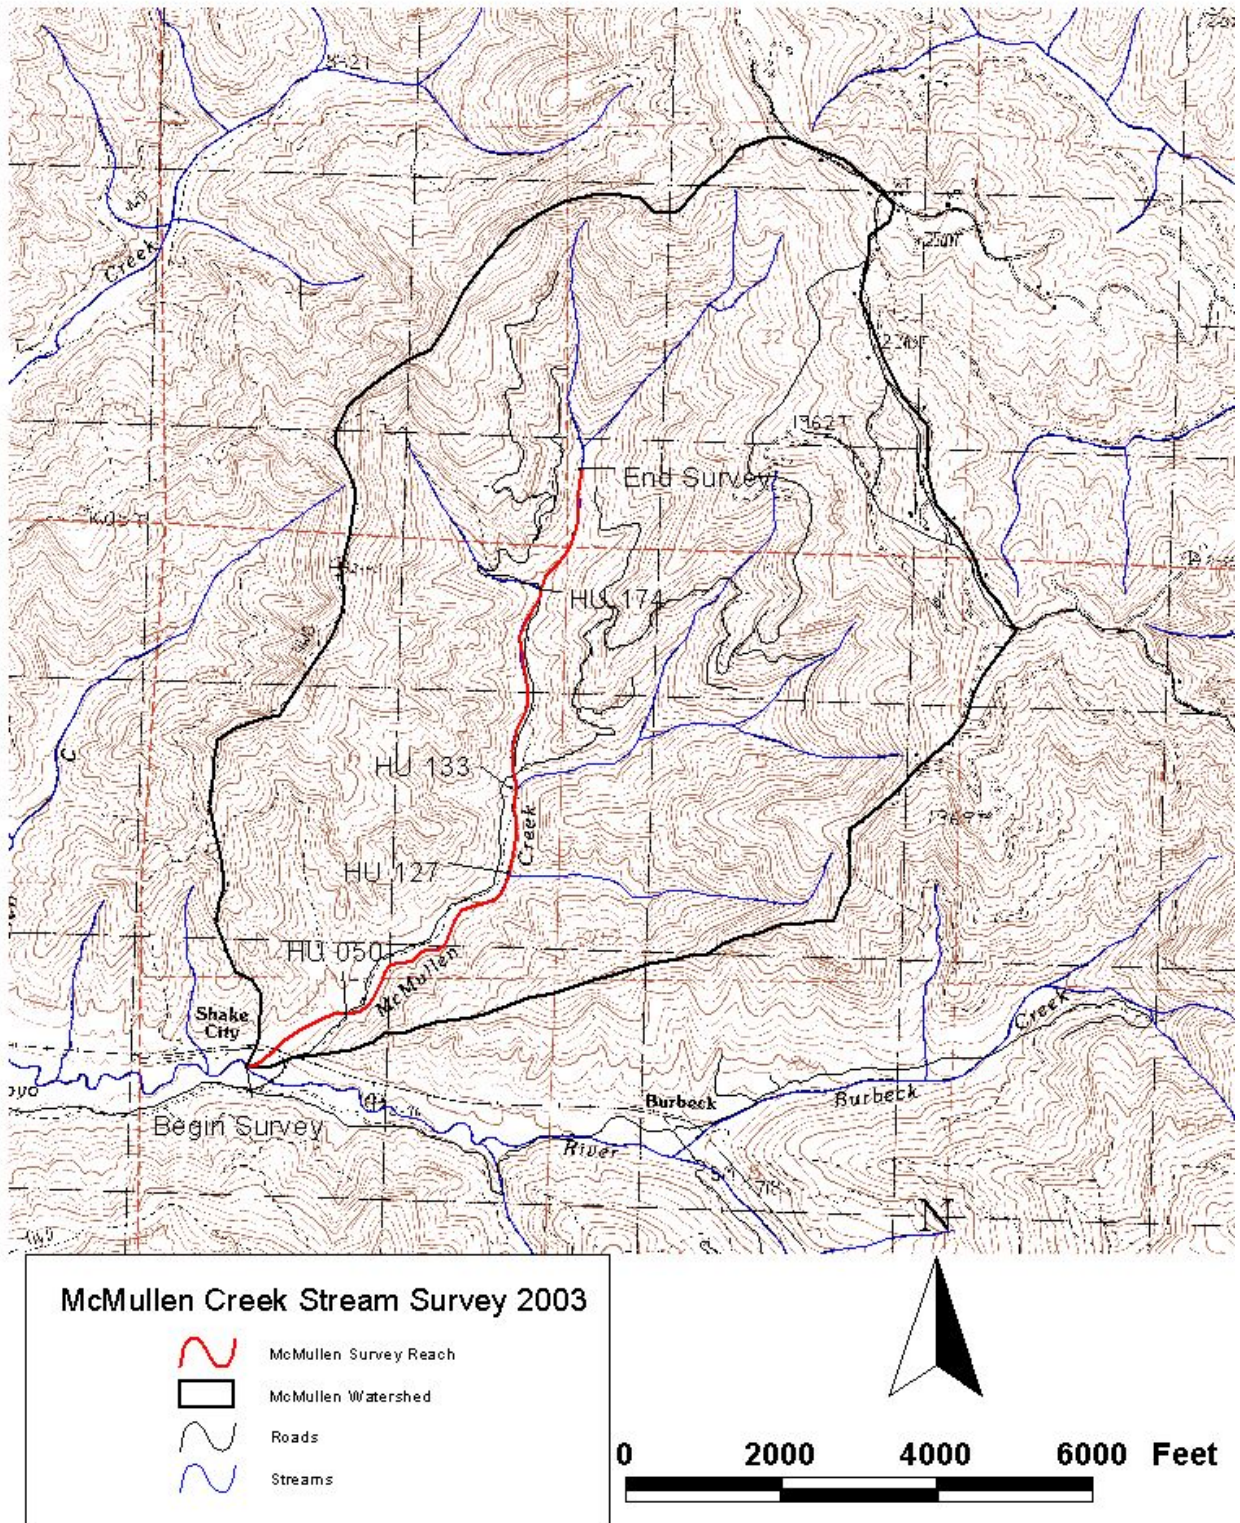 Creek
End Survey
1362T
HU 174
HU 133
Creek
HU 127
HU 050
McMullen
Shake
City
Creek
Burbeck
Burbeck
Begin Survey
River
N
McMullen Creek Stream Survey 2003
McMullen Survey Reach
McMullen Watershed
Roads
Streams
0 2000 4000 6000 Feet